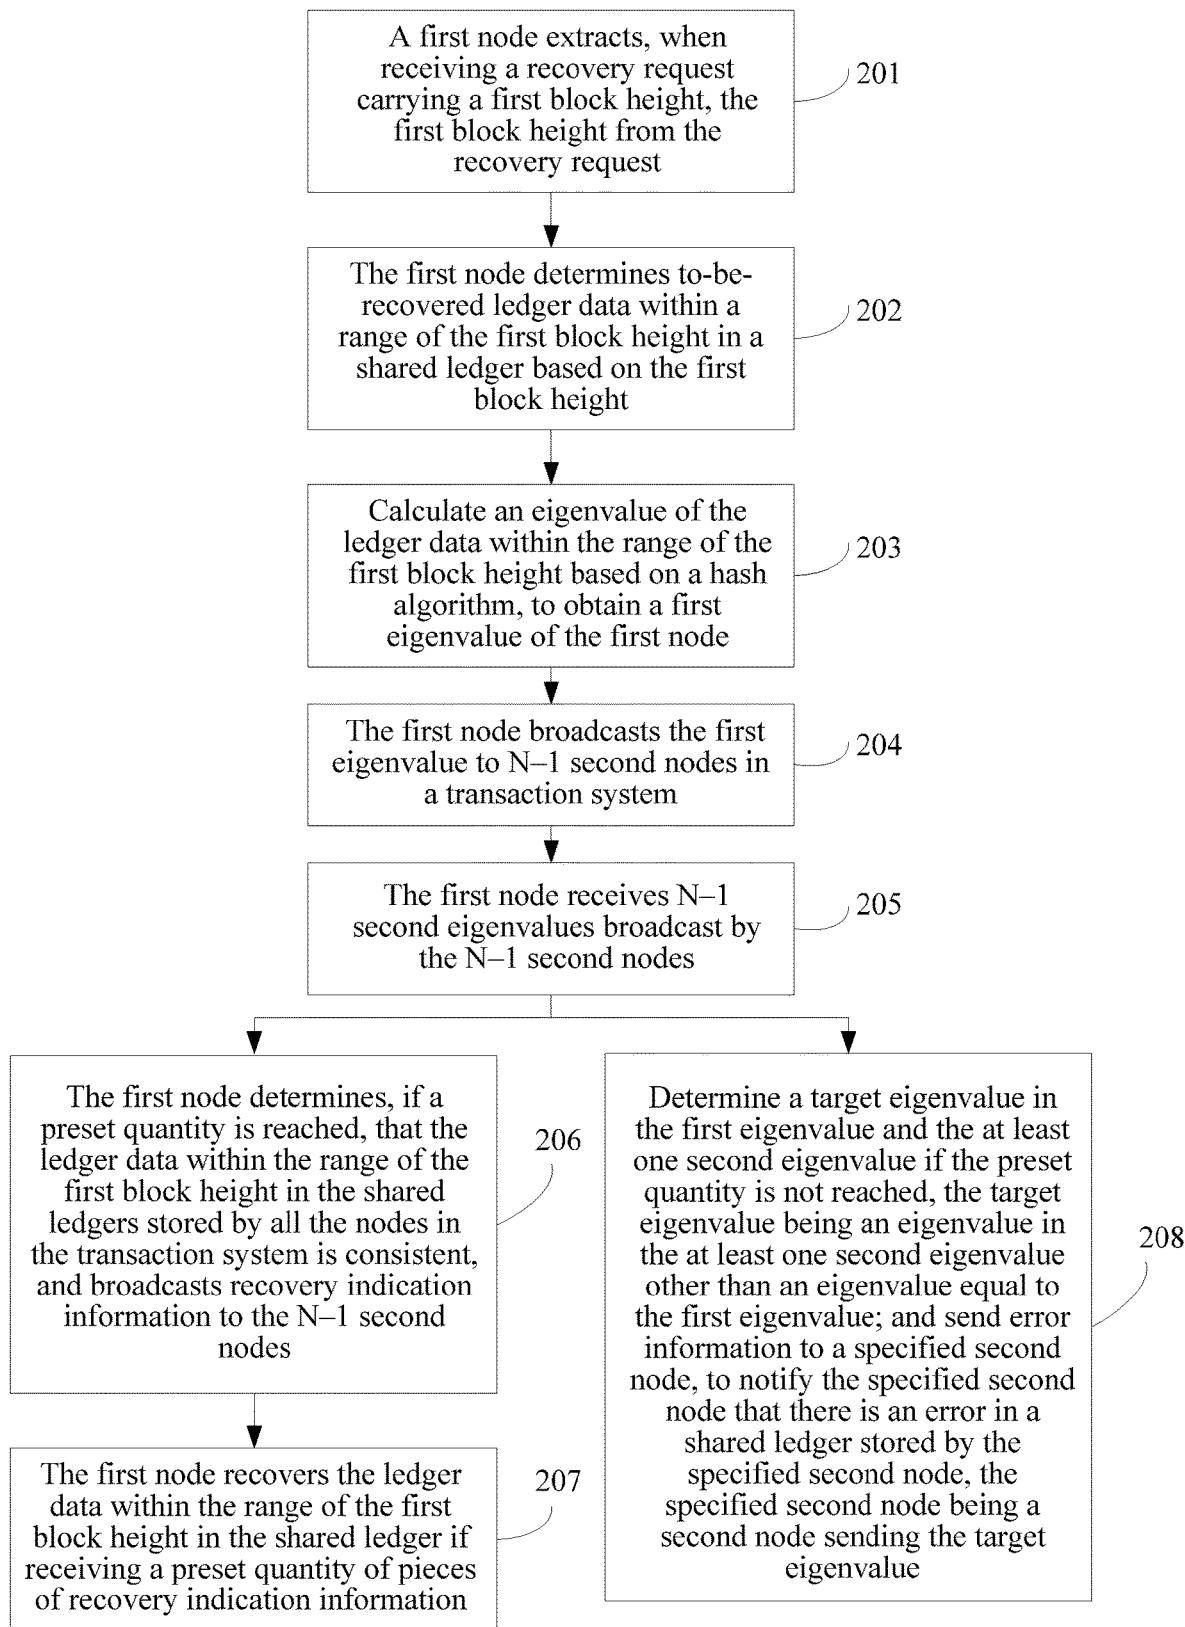 A first node extracts, when
receiving a recovery request
carrying a first block height, the
first block height from the
recovery request
201
The first node determines to-be-
recovered ledger data within a
range of the first block height in a
shared ledger based on the first
block height
202
Calculate an eigenvalue of the
ledger data within the range of the
first block height based on a hash
algorithm, to obtain a first
eigenvalue of the first node
203
The first node broadcasts the first
eigenvalue to N–1 second nodes in
a transaction system
204
The first node receives N–1
second eigenvalues broadcast by
the N–1 second nodes
205
The first node determines, if a
preset quantity is reached, that the
ledger data within the range of the
first block height in the shared
ledgers stored by all the nodes in
the transaction system is consistent,
and broadcasts recovery indication
information to the N–1 second
nodes
206
The first node recovers the ledger
data within the range of the first
block height in the shared ledger if
receiving a preset quantity of pieces
of recovery indication information
207
Determine a target eigenvalue in
the first eigenvalue and the at least
one second eigenvalue if the preset
quantity is not reached, the target
eigenvalue being an eigenvalue in
the at least one second eigenvalue
other than an eigenvalue equal to
the first eigenvalue; and send error
information to a specified second
node, to notify the specified second
node that there is an error in a
shared ledger stored by the
specified second node, the
specified second node being a
second node sending the target
eigenvalue
208